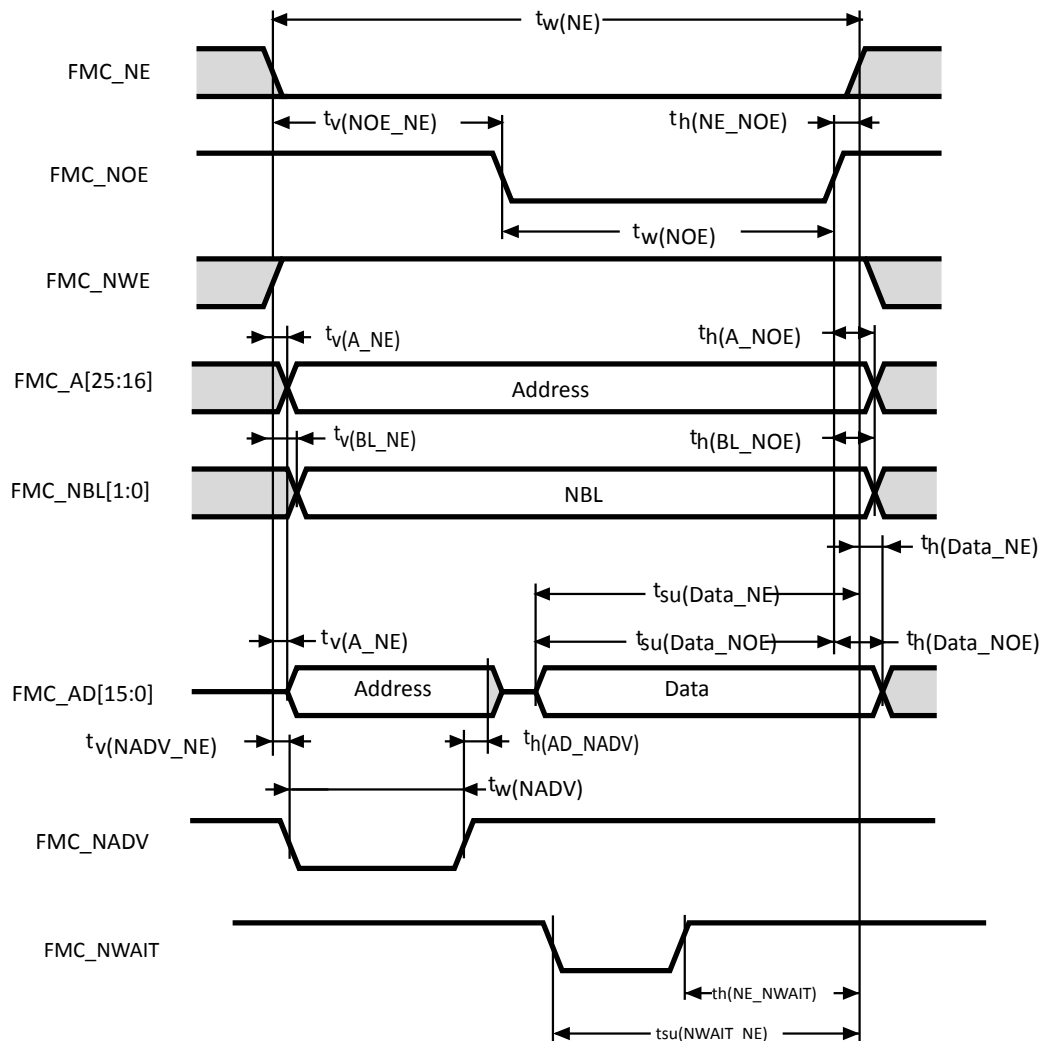 tw(NE)
FMC_NE
tv(NOE_NE)
th(NE_NOE)
FMC_NOE
tw(NOE)
FMC_NWE
tv(A_NE)
th(A_NOE)
FMC_A[25:16]
Address
tv(BL_NE)
th(BL_NOE)
FMC_NBL[1:0]
NBL
th(Data_NE)
tsu(Data_NE)
tv(A_NE)
tsu(Data_NOE)
th(Data_NOE)
FMC_AD[15:0]
Address
Data
tv(NADV_NE)
th(AD_NADV)
tw(NADV)
FMC_NADV
FMC_NWAIT
th(NE_NWAIT)
tsu(NWAIT_NE)